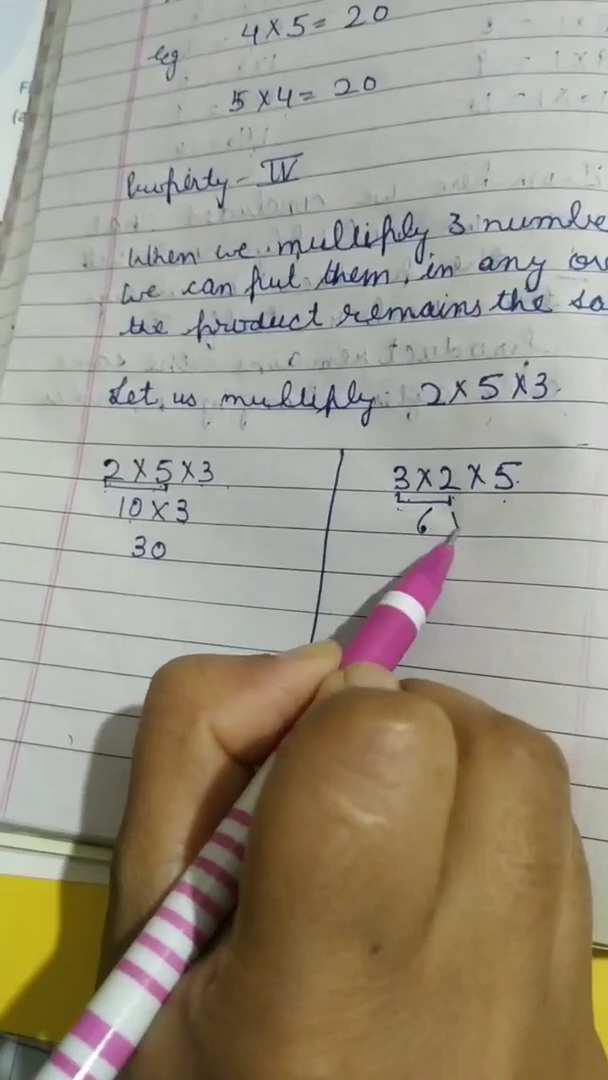 4 × 5 = 20
eg
5 × 4 = 20
Property - IV
When we multiply 3 numbe
we can put them in any or
the product remains the sa
Let us multiply 2 × 5 × 3
2 × 5 × 3
10 × 3
30
3 × 2 × 5
6